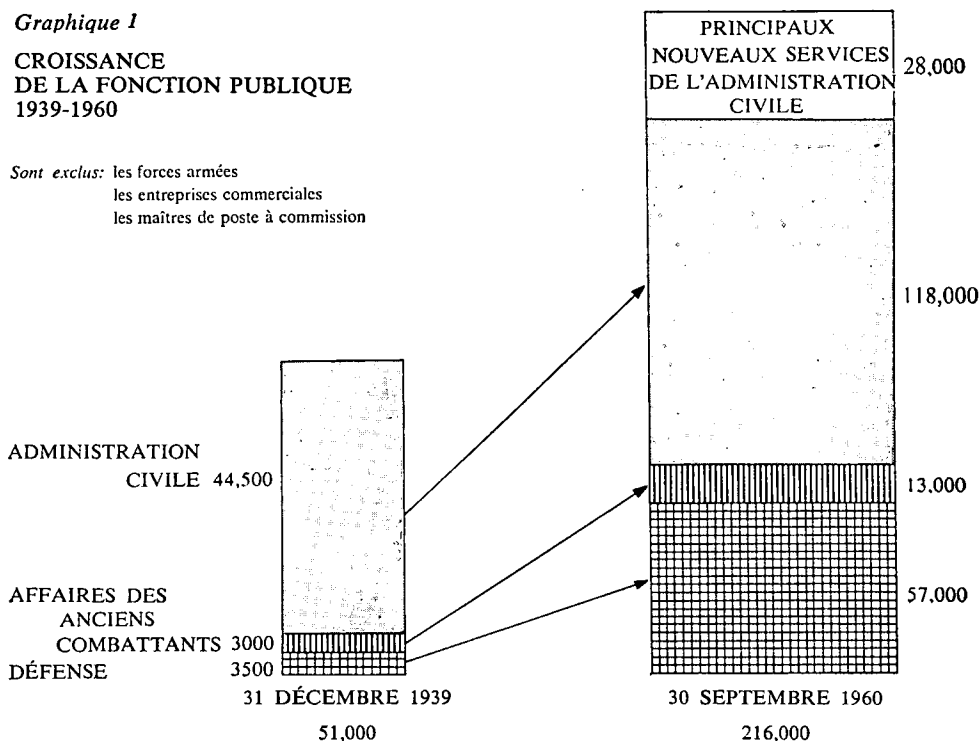 Graphique 1
CROISSANCE
DE LA FONCTION PUBLIQUE
1939-1960
Sont exclus: les forces armées
les entreprises commerciales
les maîtres de poste à commission
PRINCIPAUX
NOUVEAUX SERVICES
DE L'ADMINISTRATION
CIVILE
28,000
118,000
13,000
57,000
ADMINISTRATION
CIVILE 44,500
AFFAIRES DES
ANCIENS
COMBATTANTS 3000
DÉFENSE 3500
31 DÉCEMBRE 1939
51,000
30 SEPTEMBRE 1960
216,000